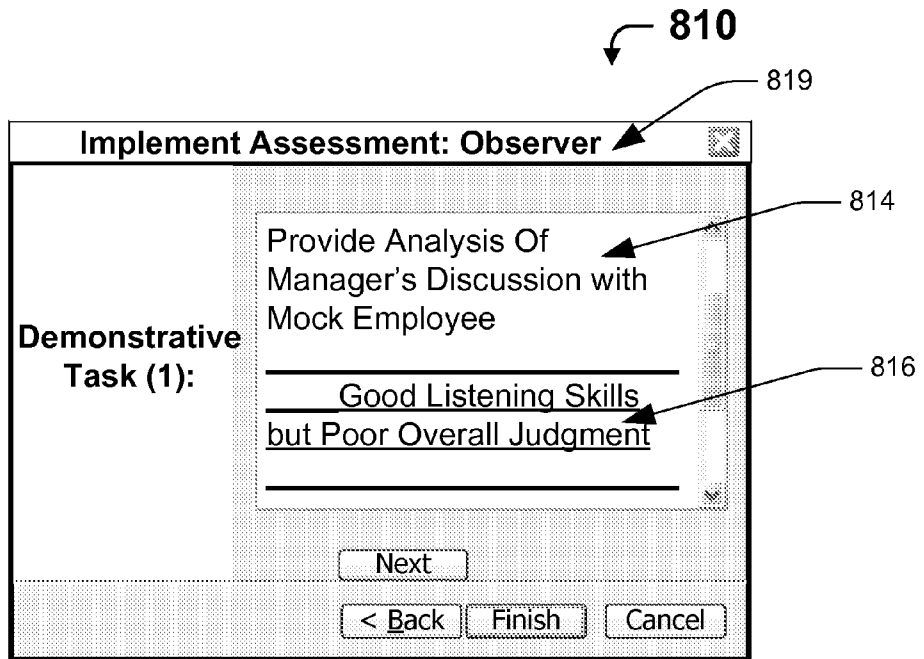 810
819
Implement Assessment: Observer
814
Provide Analysis Of
Manager's Discussion with
Mock Employee
Demonstrative
Task (1):
816
Good Listening Skills
but Poor Overall Judgment
Next
< Back
Finish
Cancel